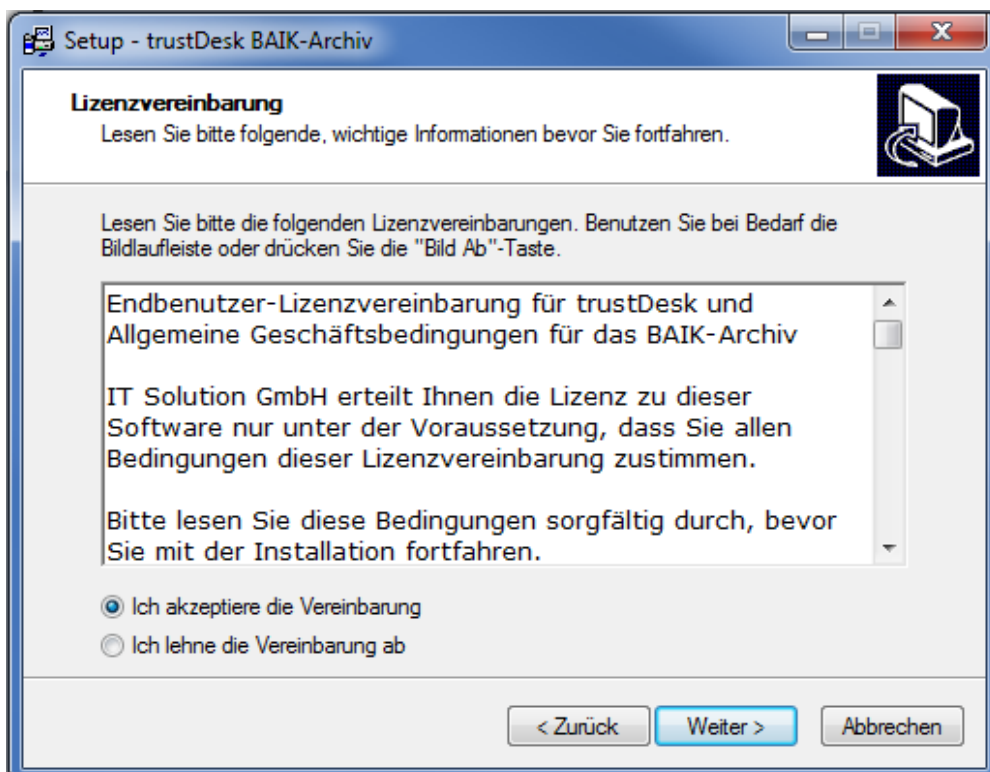 Setup - trustDesk BAIK-Archiv
Lizenzvereinbarung
Lesen Sie bitte folgende, wichtige Informationen bevor Sie fortfahren.
Lesen Sie bitte die folgenden Lizenzvereinbarungen. Benutzen Sie bei Bedarf die
Bildlaufleiste oder drücken Sie die "Bild Ab"-Taste.
Endbenutzer-Lizenzvereinbarung für trustDesk und
Allgemeine Geschäftsbedingungen für das BAIK-Archiv
IT Solution GmbH erteilt Ihnen die Lizenz zu dieser
Software nur unter der Voraussetzung, dass Sie allen
Bedingungen dieser Lizenzvereinbarung zustimmen.
Bitte lesen Sie diese Bedingungen sorgfältig durch, bevor
Sie mit der Installation fortfahren.
Ich akzeptiere die Vereinbarung
Ich lehne die Vereinbarung ab
< Zurück
Weiter >
Abbrechen